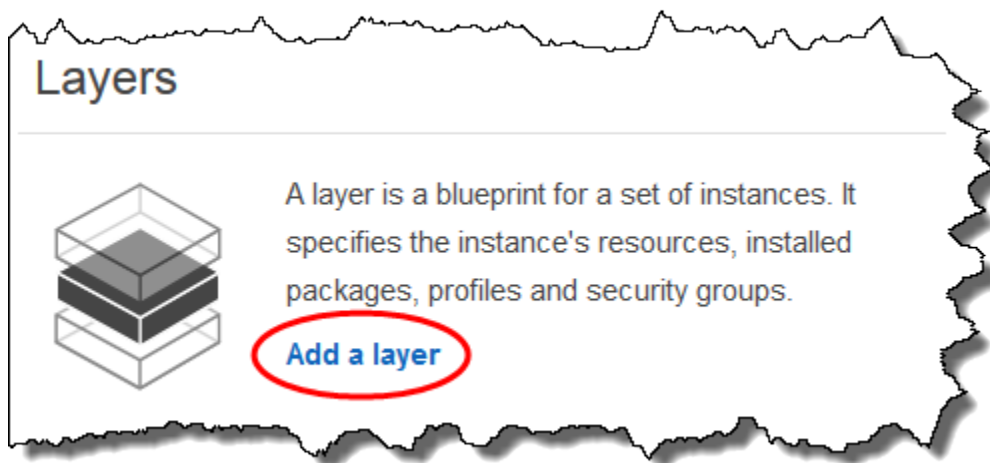 Layers
A layer is a blueprint for a set of instances. It
specifies the instance's resources, installed
packages, profiles and security groups.
Add a layer